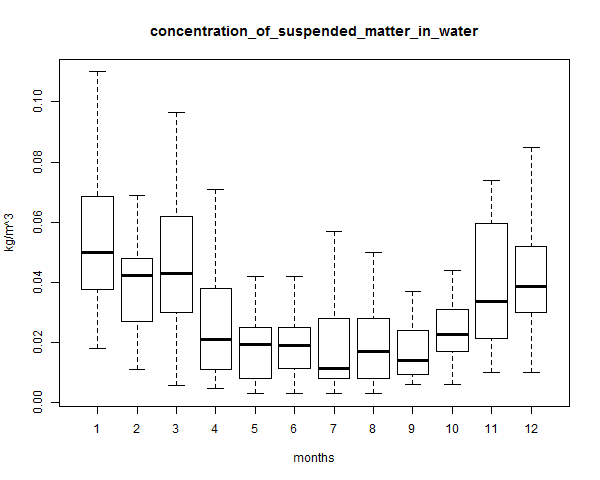 concentration_of_suspended_matter_in_water
kg/m^3
0.10
0.08
0.06
0.04
0.02
0.00
1 2 3 4 5 6 7 8 9 10 11 12
months